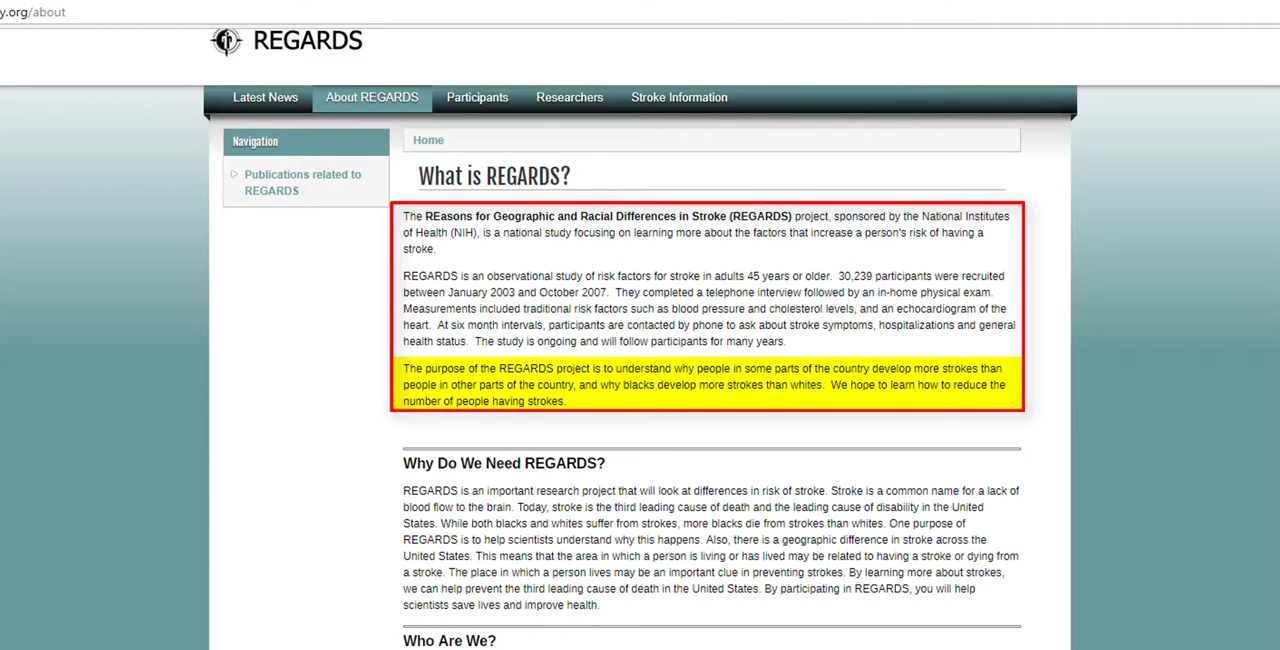 y.org/about
REGARDS
Latest News About REGARDS Participants Researchers Stroke Information
Navigation
Publications related to
REGARDS
Home
What is REGARDS?
The REasons for Geographic and Racial Differences in Stroke (REGARDS) project, sponsored by the National Institutes
of Health (NIH), is a national study focusing on learning more about the factors that increase a person's risk of having a
stroke.
REGARDS is an observational study of risk factors for stroke in adults 45 years or older. 30,239 participants were recruited
between January 2003 and October 2007. They completed a telephone interview followed by an in-home physical exam.
Measurements included traditional risk factors such as blood pressure and cholesterol levels, and an echocardiogram of the
heart. At six month intervals, participants are contacted by phone to ask about stroke symptoms, hospitalizations and general
health status. The study is ongoing and will follow participants for many years.
The purpose of the REGARDS project is to understand why people in some parts of the country develop more strokes than
people in other parts of the country, and why blacks develop more strokes than whites. We hope to learn how to reduce the
number of people having strokes.
Why Do We Need REGARDS?
REGARDS is an important research project that will look at differences in risk of stroke. Stroke is a common name for a lack of
blood flow to the brain. Today, stroke is the third leading cause of death and the leading cause of disability in the United
States. While both blacks and whites suffer from strokes, more blacks die from strokes than whites. One purpose of
REGARDS is to help scientists understand why this happens. Also, there is a geographic difference in stroke across the
United States. This means that the area in which a person is living or has lived may be related to having a stroke or dying from
a stroke. The place in which a person lives may be an important clue in preventing strokes. By learning more about strokes,
we can help prevent the third leading cause of death in the United States. By participating in REGARDS, you will help
scientists save lives and improve health.
Who Are We?